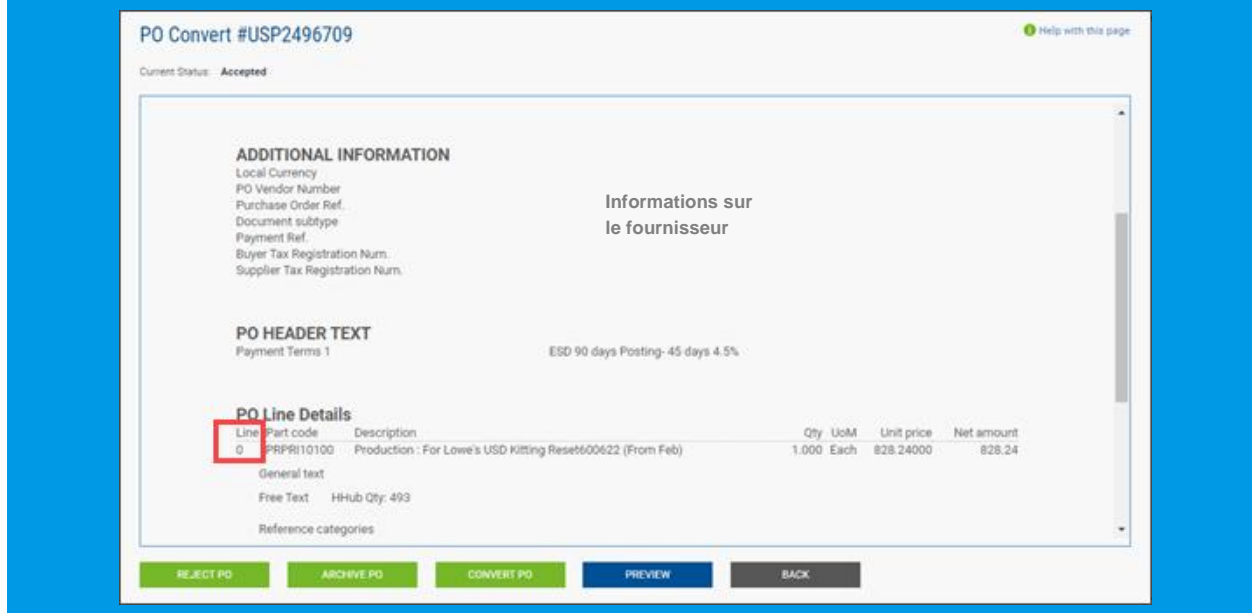 PO Convert #USP2496709
Help with this page
Current Status: Accepted
ADDITIONAL INFORMATION
Local Currency
PO Vendor Number
Purchase Order Ref.
Document subtype
Payment Ref.
Buyer Tax Registration Num.
Supplier Tax Registration Num.
Informations sur
le fournisseur
PO HEADER TEXT
Payment Terms 1 ESD 90 days Posting- 45 days 4.5%
PO Line Details
Line Part code Description Qty UoM Unit price Net amount
0 PRPRI10100 Production : For Lowe's USD Kitting Reset600622 (From Feb) 1.000 Each 828.24000 828.24
General text
Free Text HHub Qty: 493
Reference categories
REJECT PO ARCHIVE PO CONVERT PO PREVIEW BACK